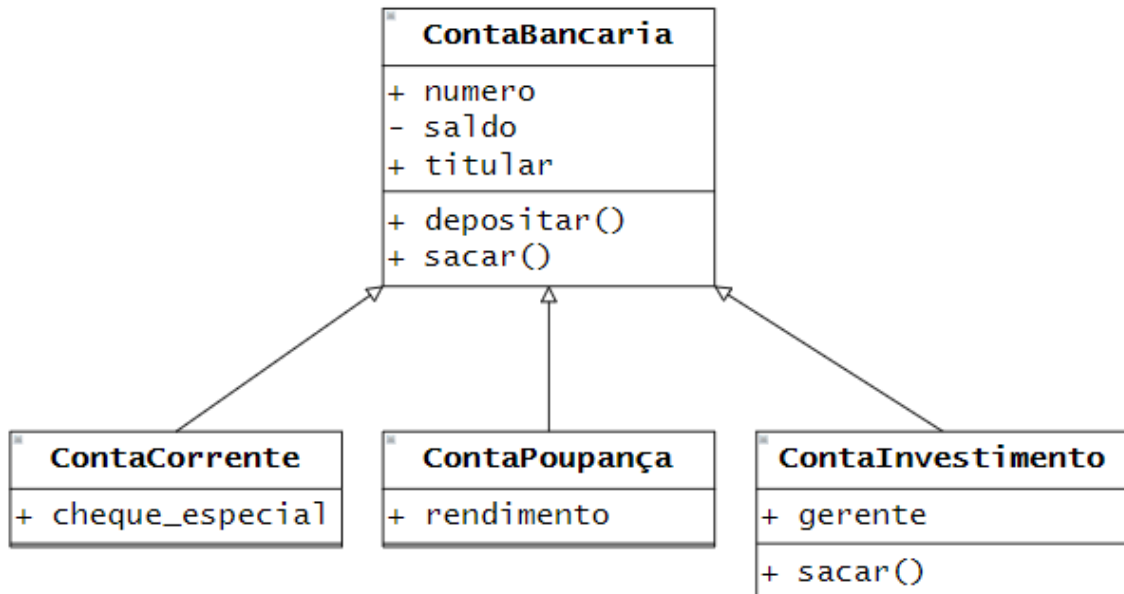 ContaBancaria
+ numero
- saldo
+ titular
+ depositar()
+ sacar()
ContaCorrente
+ cheque_especial
ContaPoupança
+ rendimento
ContaInvestimento
+ gerente
+ sacar()